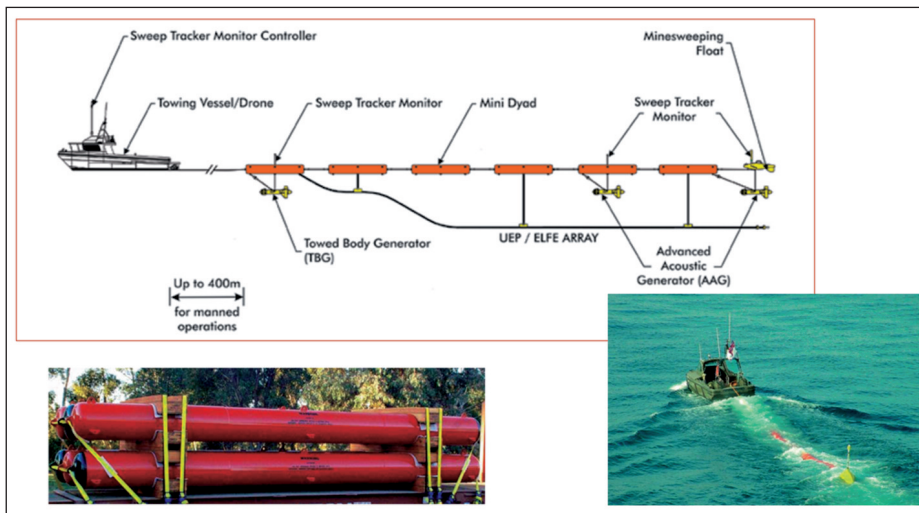 Sweep Tracker Monitor Controller
Minesweeping
Float
Towing Vessel/Drone
Sweep Tracker Monitor
Mini Dyad
Sweep Tracker
Monitor
Towed Body Generator
(TBG)
UEP / ELFE ARRAY
Advanced
Acoustic
Generator (AAG)
Up to 400m
for manned
operations